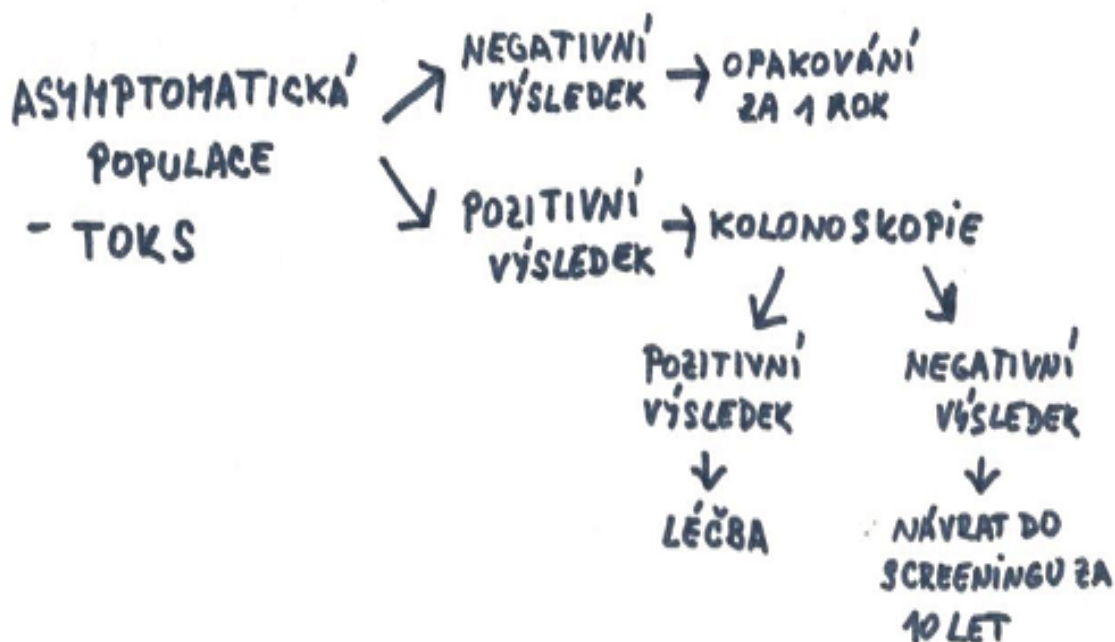 ASYMPTOMATICKÁ
POPULACE
- TOKS
NEGATIVNÍ
VÝSLEDEK
OPAKOVÁNÍ
ZA 1 ROK
POZITIVNÍ
VÝSLEDEK
KOLONOSKOPIE
POZITIVNÍ
VÝSLEDEK
LÉČBA
NEGATIVNÍ
VÝSLEDEK
NÁVRAT DO
SCREENINGU ZA
10 LET